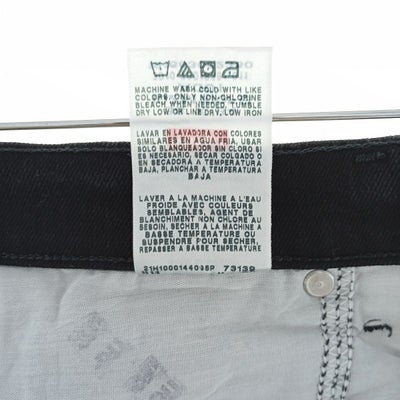 MACHINE WASH COLD WITH LIKE
COLORS, ONLY NON-CHLORINE
BLEACH WHEN NEEDED, TUMBLE
DRY LOW OR LINE DRY, LOW IRON
LAVAR EN LAVADORA CON COLORES
SIMILARES EN AGUA FRIA, USAR
SOLO BLANQUEADOR SIN CLORO SI
ES NECESARIO, SECAR COLGADO O
EN SECADORA A TEMPERATURA
BAJA, PLANCHAR A TEMPERATURA
BAJA
LAVER A LA MACHINE A L'EAU
FROIDE AVEC COULEURS
SEMBLABLES, AGENT DE
BLANCHIMENT NON CHLORE AU
BESOIN, SECHER A LA MACHINE A
BASSE TEMPERATURE OU
SUSPENDRE POUR SECHER,
REPASSER A BASSE TEMPERATURE
73139